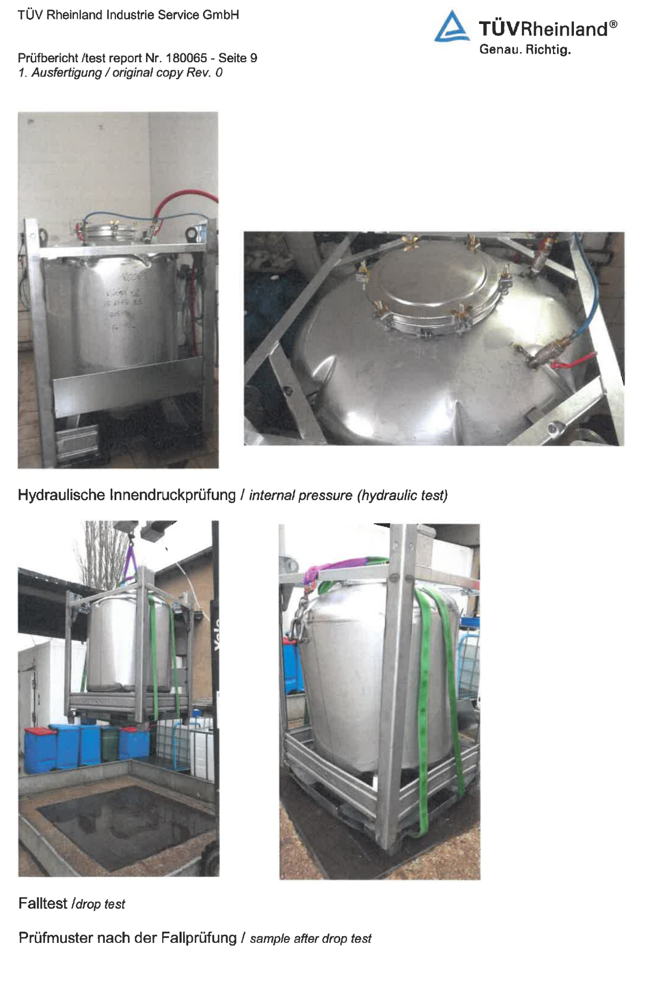 TÜV Rheinland Industrie Service GmbH
TÜVRheinland®
Genau. Richtig.
Prüfbericht /test report Nr. 180065 - Seite 9
1. Ausfertigung / original copy Rev. 0
Hydraulische Innendruckprüfung / internal pressure (hydraulic test)
Yale
Falltest /drop test
Prüfmuster nach der Fallprüfung / sample after drop test